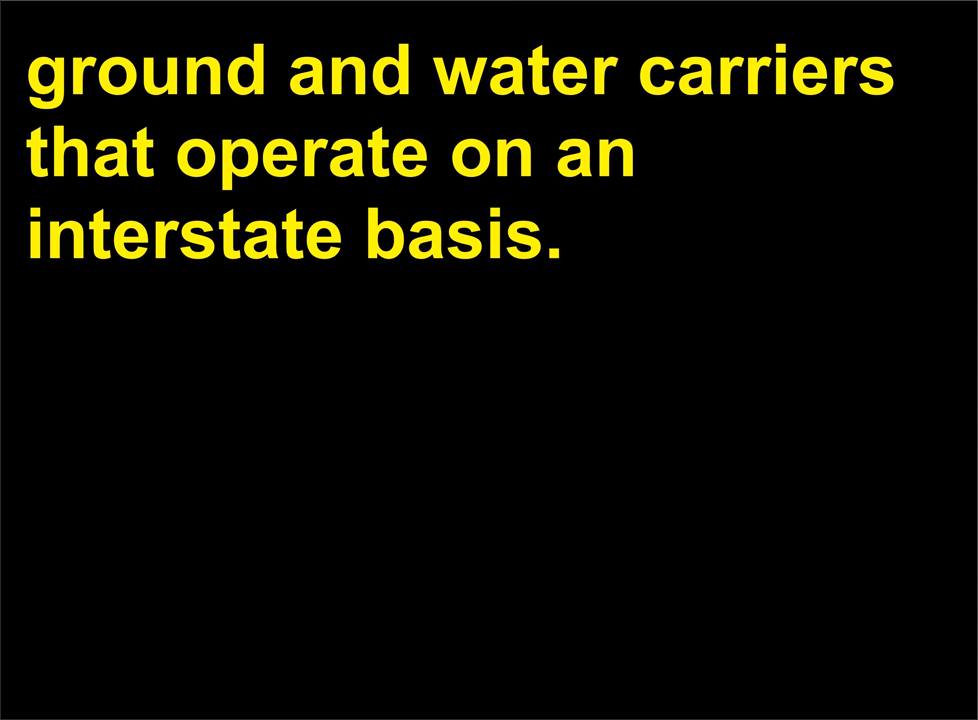 ground and water carriers
that operate on an
interstate basis.